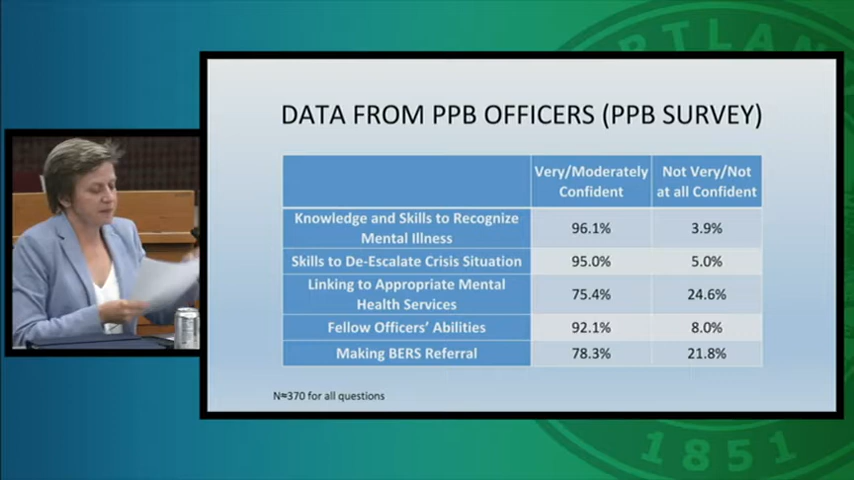 PORTLAN
DATA FROM PPB OFFICERS (PPB SURVEY)
Very/Moderately
Confident
Not Very/Not
at all Confident
Knowledge and Skills to Recognize
Mental Illness
96.1%
3.9%
Skills to De-Escalate Crisis Situation
95.0%
5.0%
Linking to Appropriate Mental
Health Services
75.4%
24.6%
Fellow Officers' Abilities
92.1%
8.0%
Making BERS Referral
78.3%
21.8%
N≈370 for all questions
1851